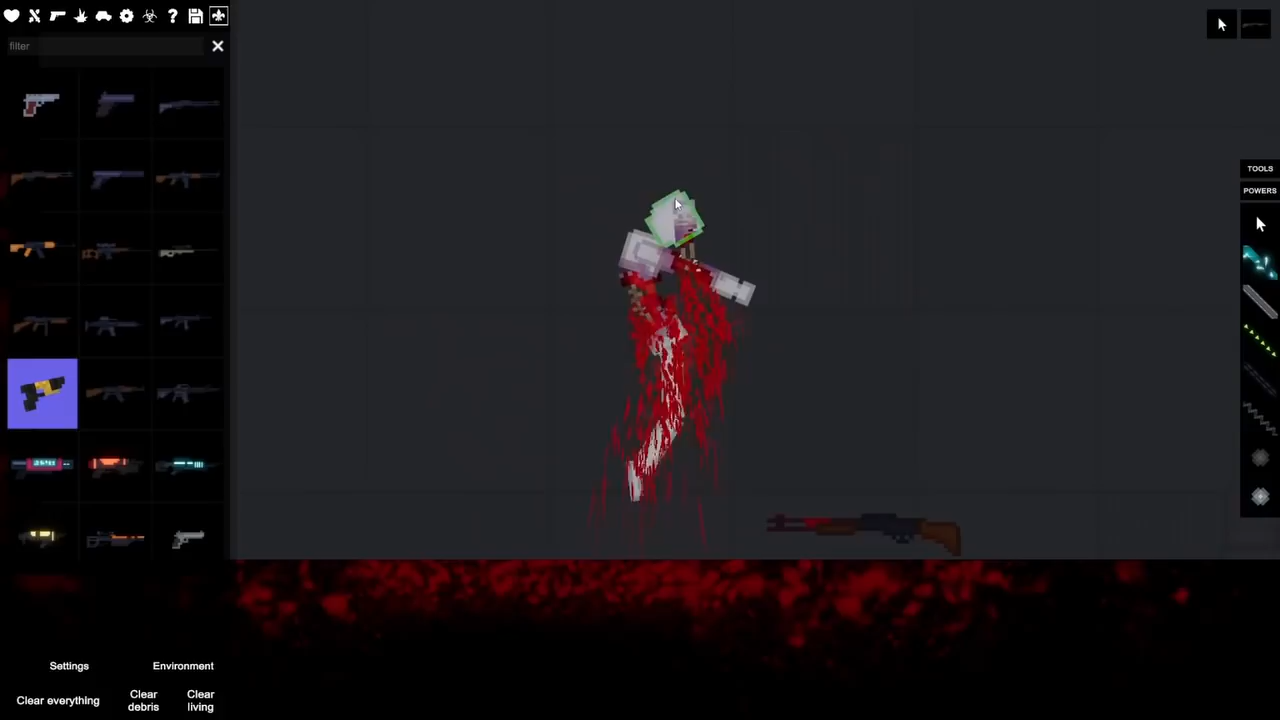 ?
filter
TOOLS
POWERS
Settings
Environment
Clear everything
Clear
debris
Clear
living